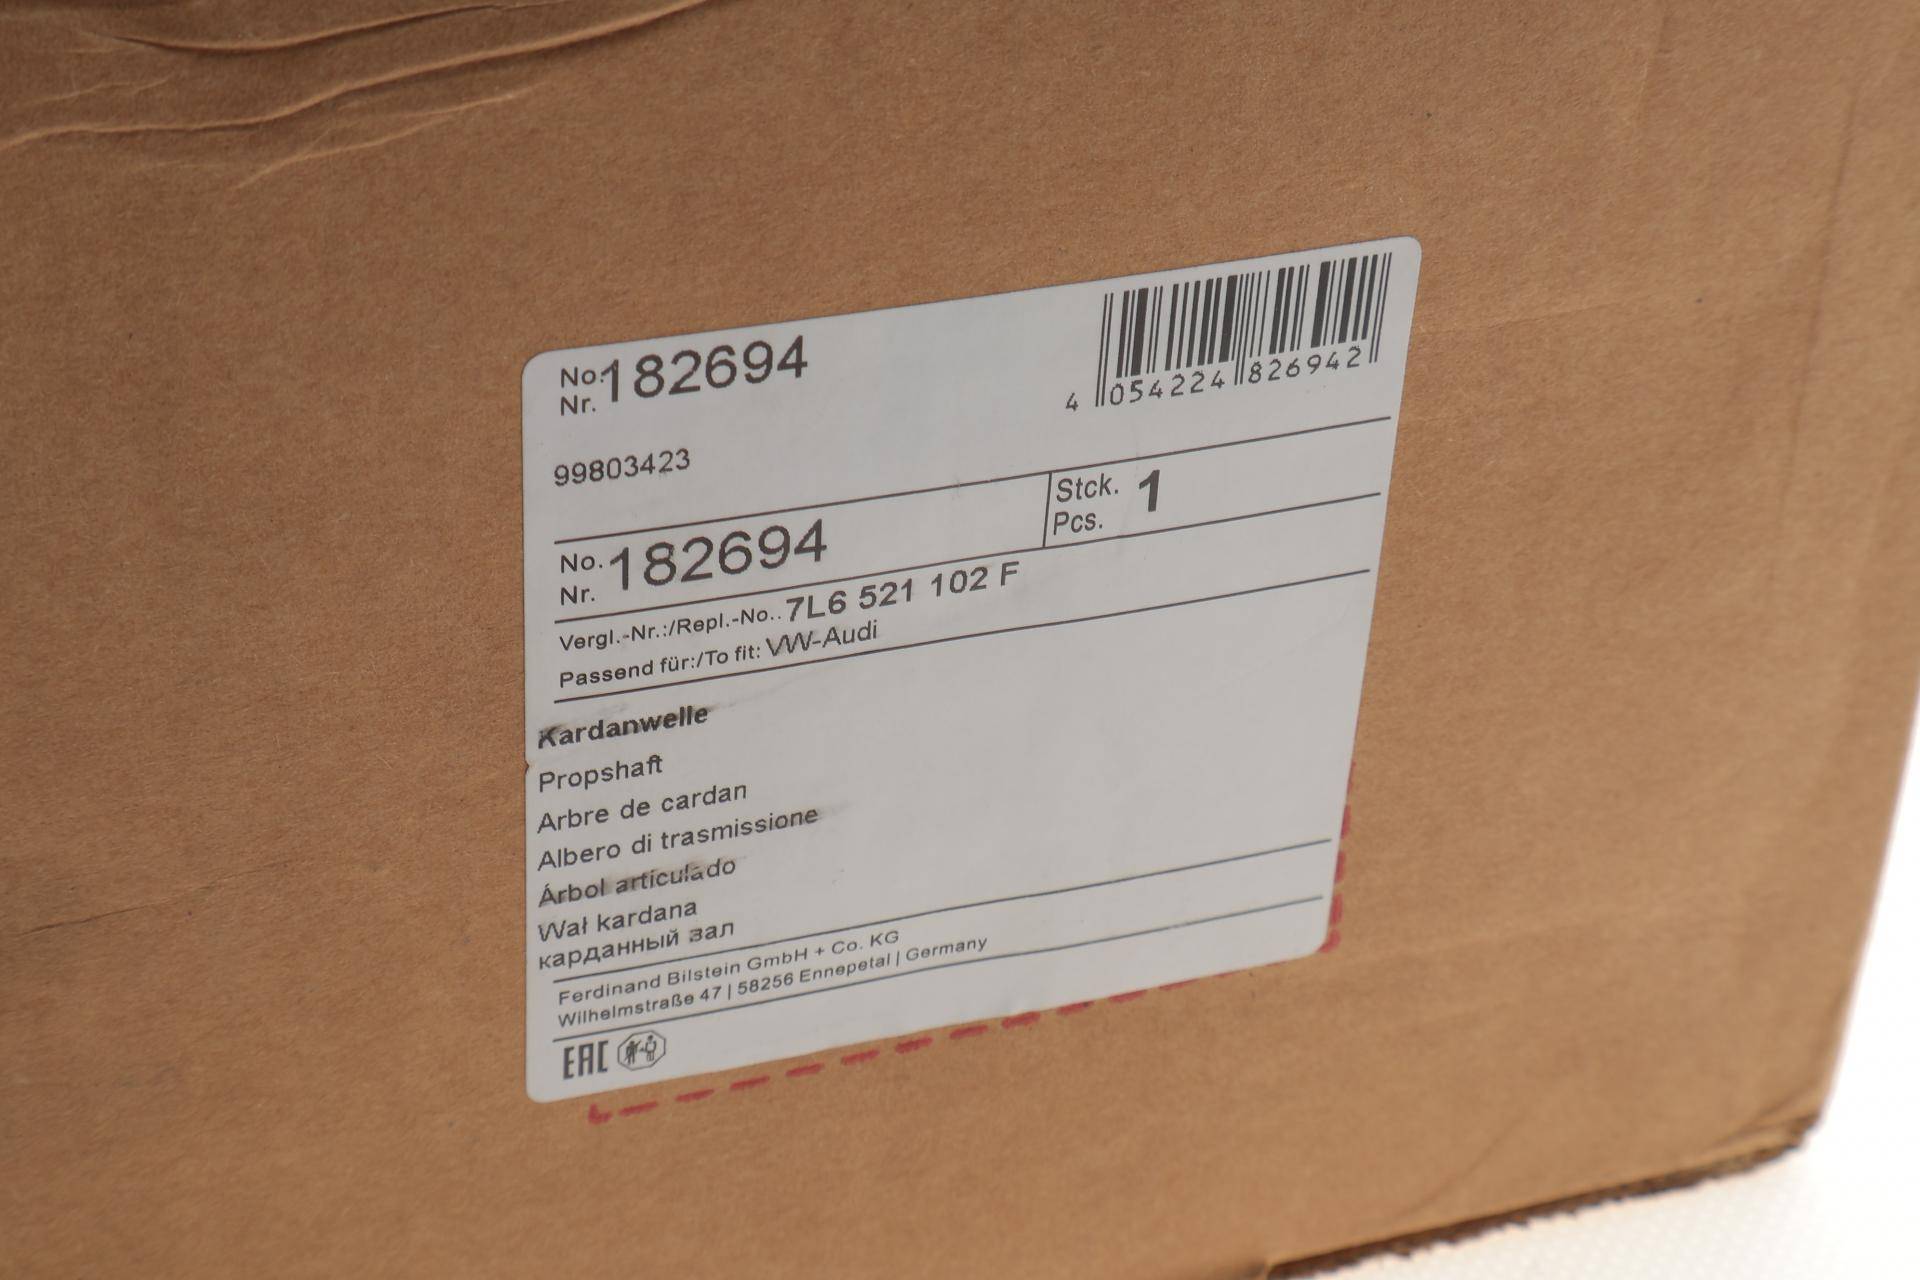 No. 182694
Nr.
4 054224 826942
99803423
Stck. 1
Pcs.
No. 182694
Nr.
Vergl.-Nr.:/Repl.-No.. 7L6 521 102 F
Passend für:/To fit: VW-Audi
Kardanwelle
Propshaft
Arbre de cardan
Albero di trasmissione
Árbol articulado
Wał kardana
карданный вал
Ferdinand Bilstein GmbH + Co. KG
Wilhelmstraße 47 | 58256 Ennepetal | Germany
EAC